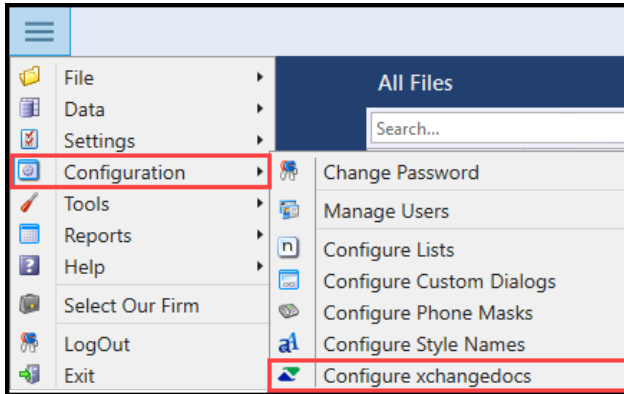 File
Data
Settings
Configuration
Tools
Reports
Help
Select Our Firm
LogOut
Exit
All Files
Search...
Change Password
Manage Users
n
Configure Lists
Configure Custom Dialogs
Configure Phone Masks
a1 Configure Style Names
Configure xchangedocs